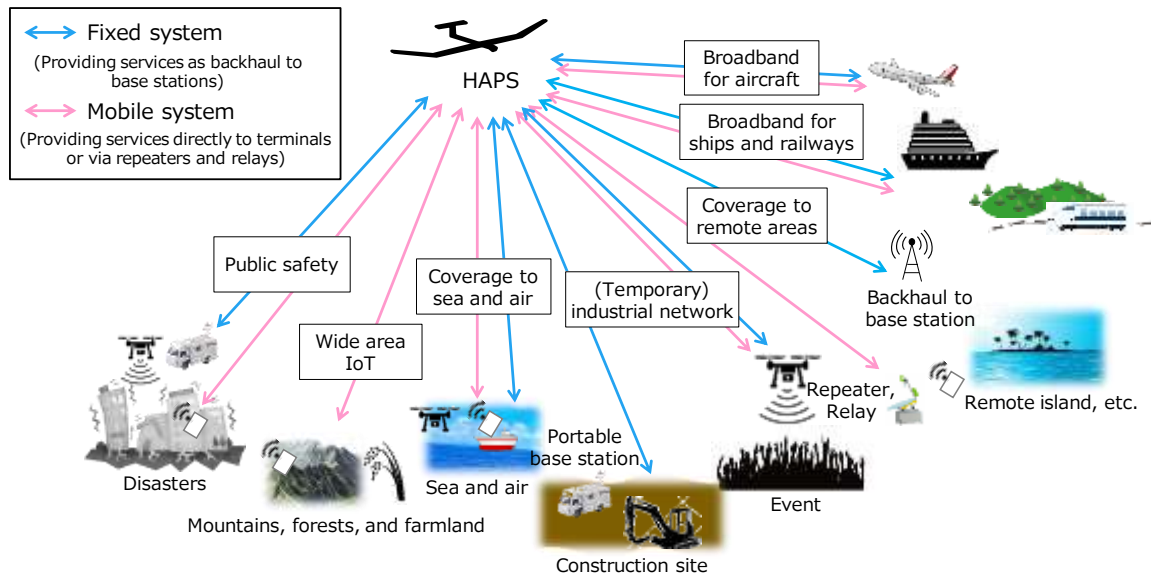 Fixed system
(Providing services as backhaul to
base stations)
Mobile system
(Providing services directly to terminals
or via repeaters and relays)
HAPS
Broadband
for aircraft
Broadband for
ships and railways
Coverage to
remote areas
Public safety
Coverage to
sea and air
(Temporary)
industrial network
Wide area
IoT
Backhaul to
base station
Repeater,
Relay
Remote island, etc.
Portable
base station
Disasters
Sea and air
Event
Mountains, forests, and farmland
Construction site